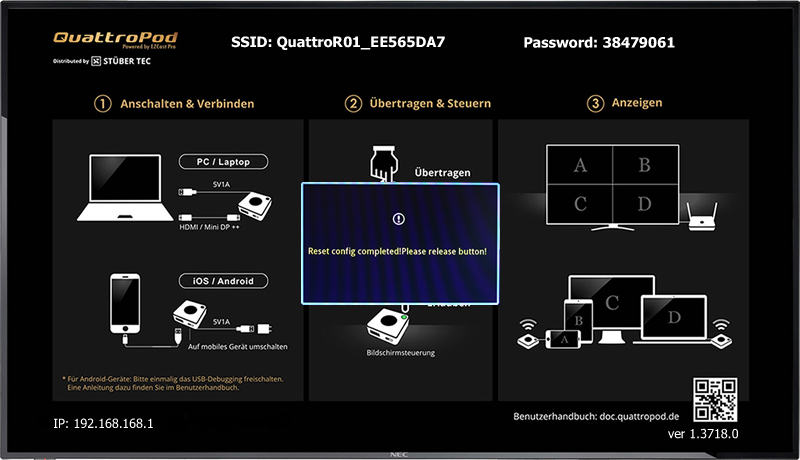 QuattroPod
Powered by EZCast Pro
Distributed by STÜBER TEC
SSID: QuattroR01_EE565DA7
Password: 38479061
1 Anschalten & Verbinden
2 Übertragen & Steuern
3 Anzeigen
PC / Laptop
5V1A
HDMI / Mini DP ++
iOS / Android
5V1A
Auf mobiles Gerät umschalten
* Für Android-Geräte: Bitte einmalig das USB-Debugging freischalten.
Eine Anleitung dazu finden Sie im Benutzerhandbuch.
Übertragen
Reset config completed!Please release button!
Bildschirmsteuerung
A B
C D
A B C D
Benutzerhandbuch: doc.quattropod.de
IP: 192.168.168.1
ver 1.3718.0
NEC